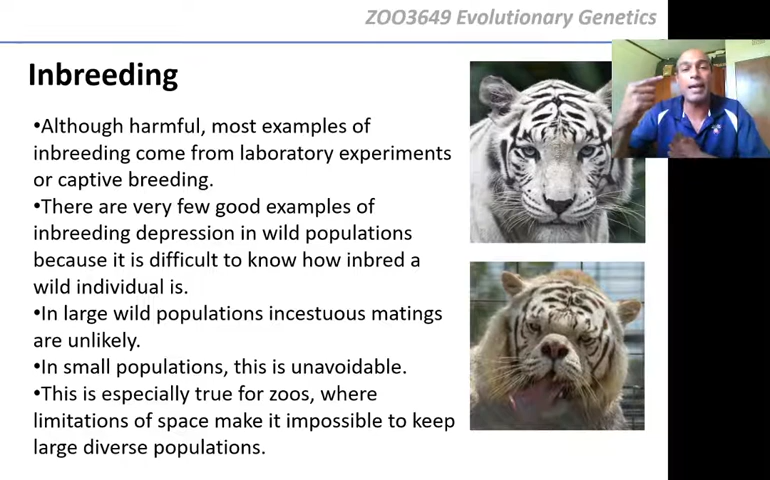 ZOO3649 Evolutionary Genetics
Inbreeding
•Although harmful, most examples of
inbreeding come from laboratory experiments
or captive breeding.
•There are very few good examples of
inbreeding depression in wild populations
because it is difficult to know how inbred a
wild individual is.
•In large wild populations incestuous matings
are unlikely.
•In small populations, this is unavoidable.
•This is especially true for zoos, where
limitations of space make it impossible to keep
large diverse populations.